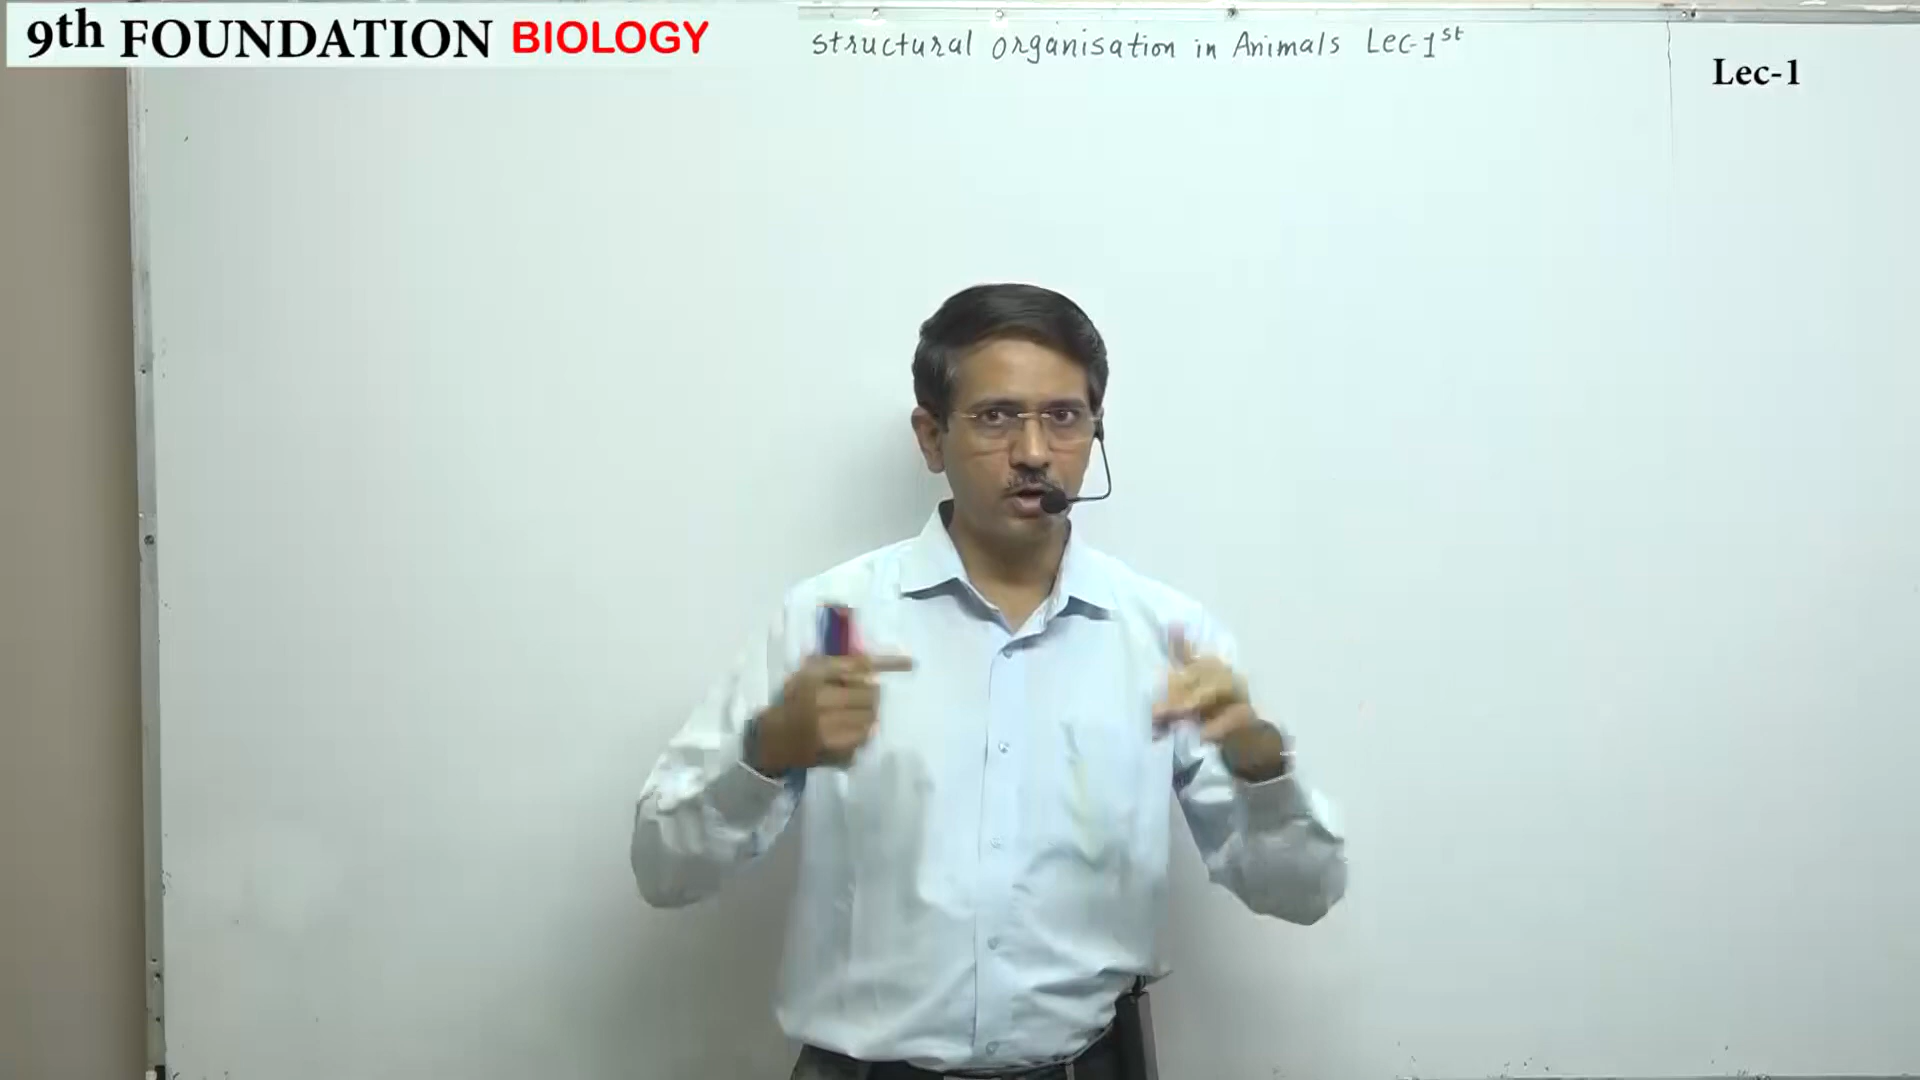 9th FOUNDATION BIOLOGY
structural organisation in Animals Lec-1st
Lec-1